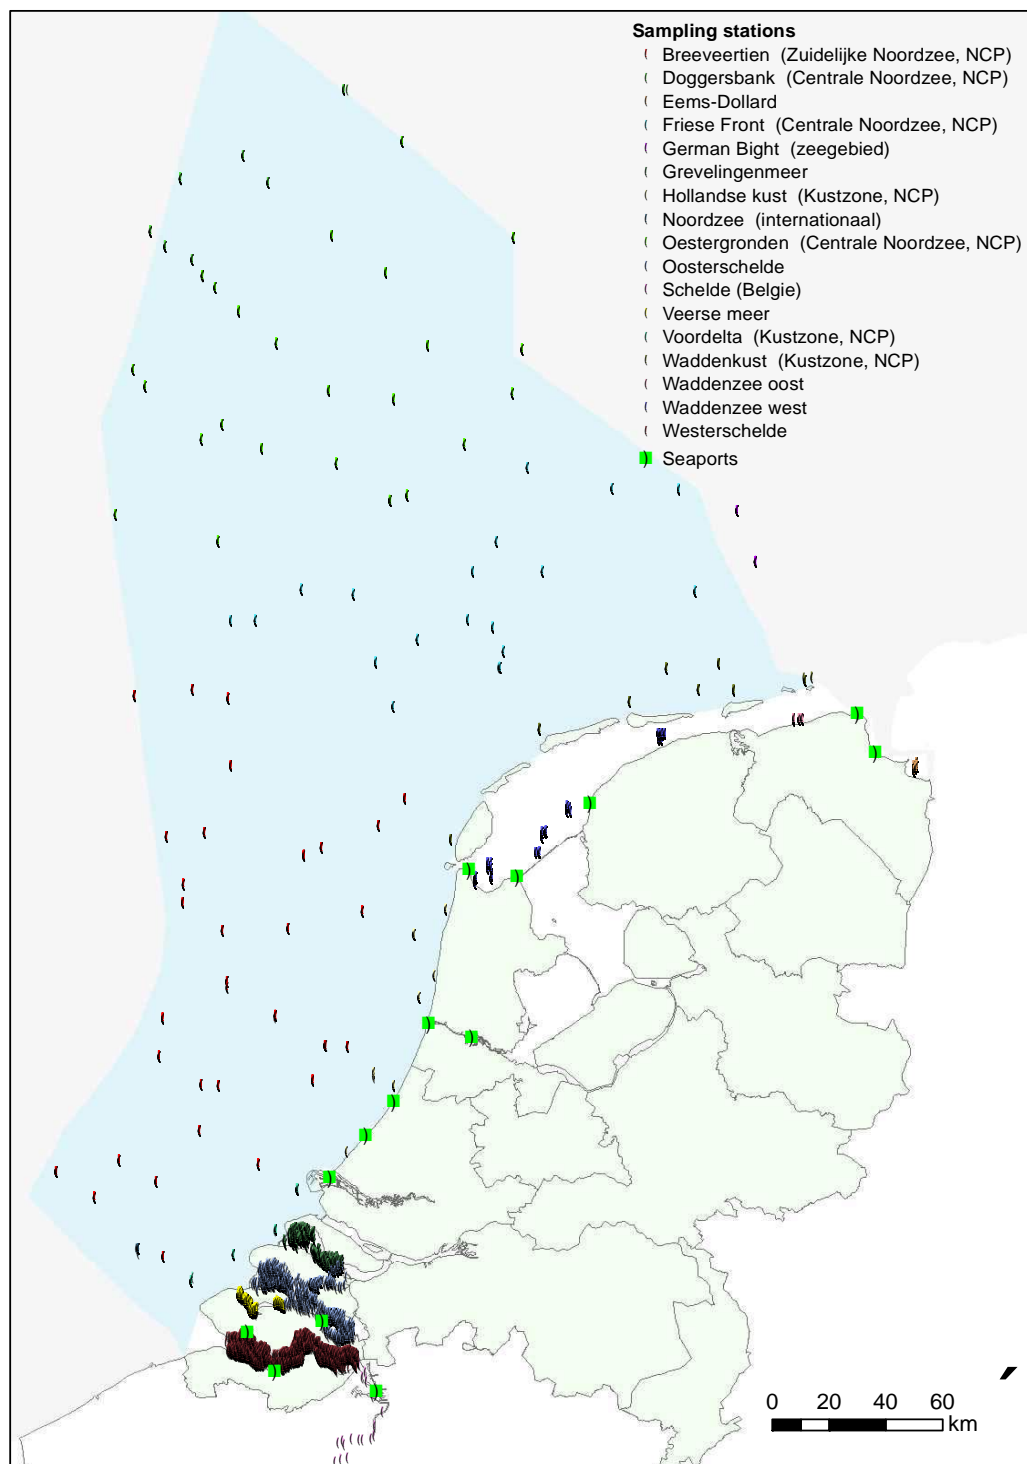 Sampling stations
Breeveertien (Zuidelijke Noordzee, NCP)
Doggersbank (Centrale Noordzee, NCP)
Eems-Dollard
Friese Front (Centrale Noordzee, NCP)
German Bight (zeegebied)
Grevelingenmeer
Hollandse kust (Kustzone, NCP)
Noordzee (internationaal)
Oestergronden (Centrale Noordzee, NCP)
Oosterschelde
Schelde (Belgie)
Veerse meer
Voordelta (Kustzone, NCP)
Waddenkust (Kustzone, NCP)
Waddenzee oost
Waddenzee west
Westerschelde
Seaports
0 20 40 60
km